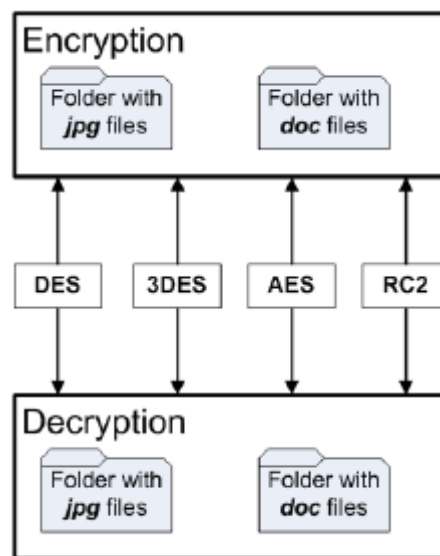 Encryption
Folder with
jpg files
Folder with
doc files
DES
3DES
AES
RC2
Decryption
Folder with
jpg files
Folder with
doc files